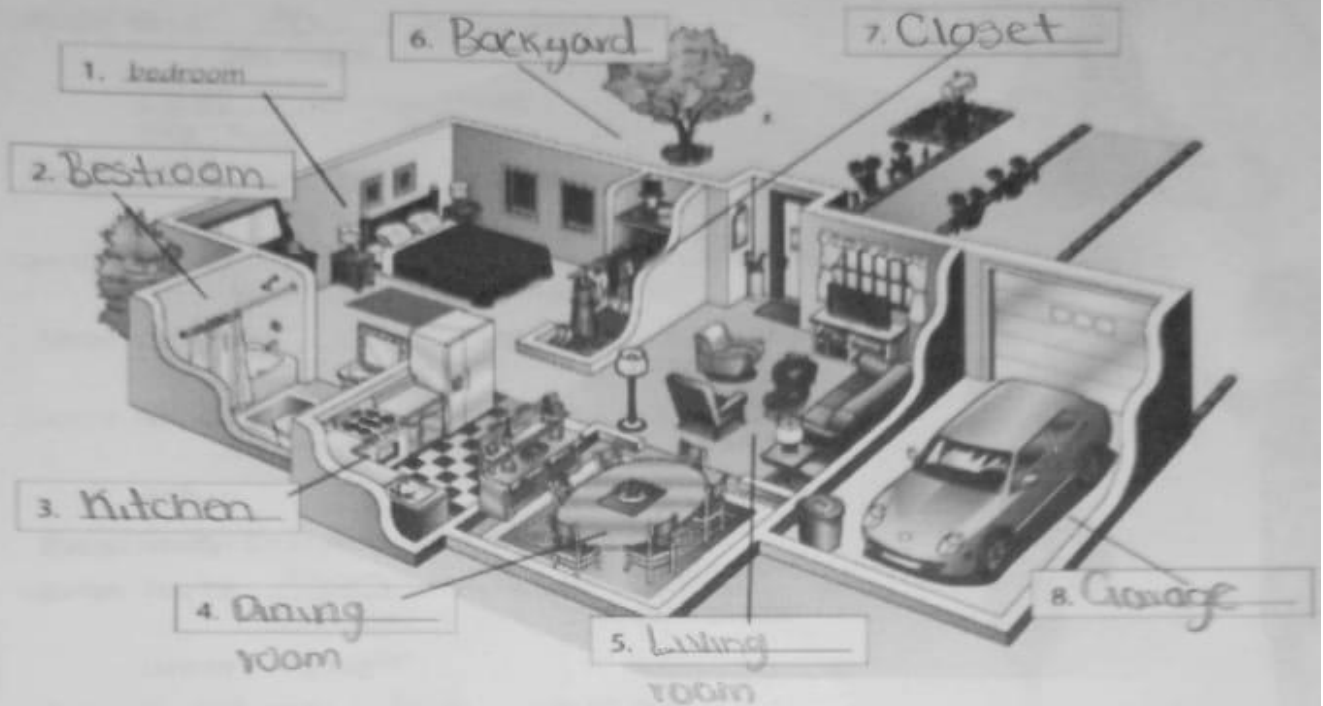 1. bedroom
2. Bestroom
3. Kitchen
4. Dining
room
5. Living
room
6. Backyard
7. Closet
8. Garage